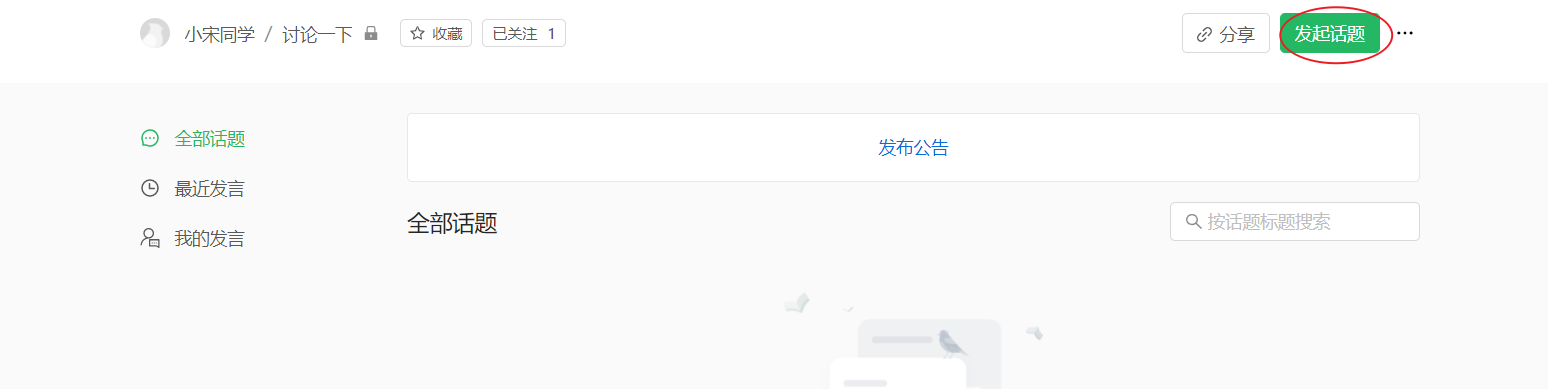 小宋同学 / 讨论一下 收藏 已关注 1 分享 发起话题
全部话题
最近发言
我的发言
发布公告
全部话题
按话题标题搜索